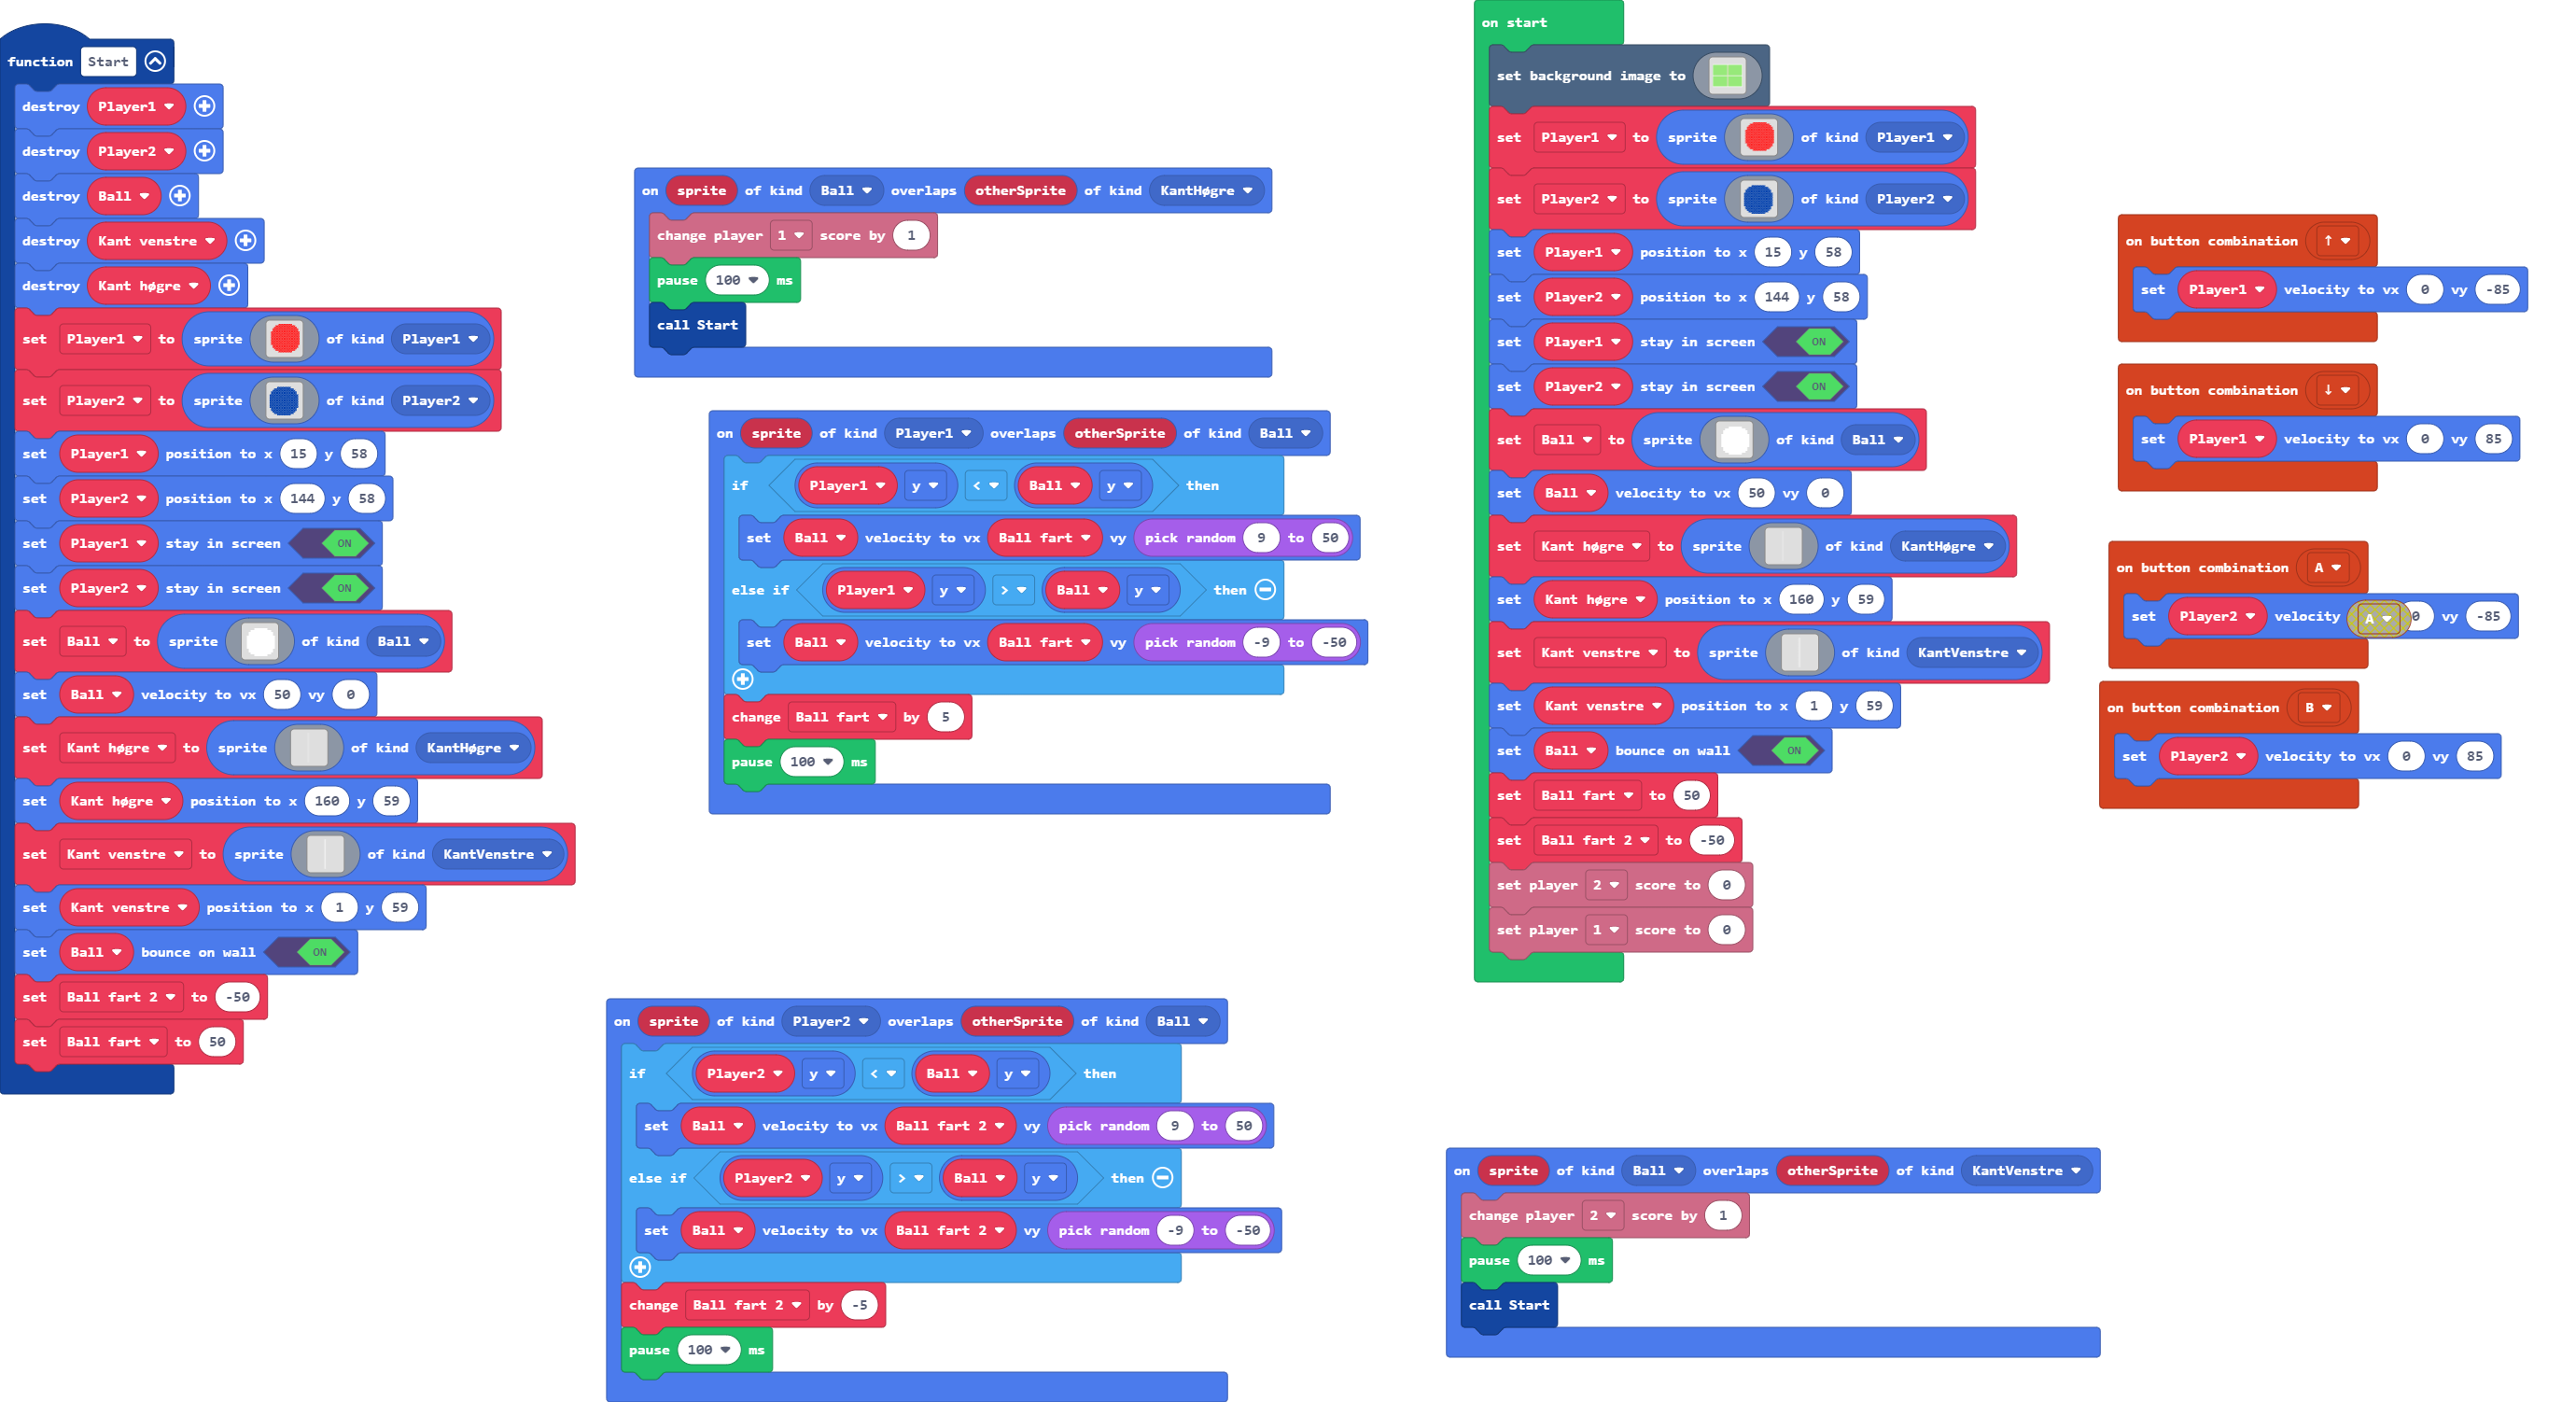 function Start
destroy Player1
destroy Player2
destroy Ball
destroy Kant venstre
destroy Kant høgre
set Player1 to sprite of kind Player1
set Player2 to sprite of kind Player2
set Player1 position to x 15 y 58
set Player2 position to x 144 y 58
set Player1 stay in screen ON
set Player2 stay in screen ON
set Ball to sprite of kind Ball
set Ball velocity to vx 50 vy 0
set Kant høgre to sprite of kind KantHøgre
set Kant høgre position to x 160 y 59
set Kant venstre to sprite of kind KantVenstre
set Kant venstre position to x 1 y 59
set Ball bounce on wall ON
set Ball fart 2 to -50
set Ball fart to 50
on sprite of kind Ball overlaps otherSprite of kind KantHøgre
change player 1 score by 1
pause 100 ms
call Start
on sprite of kind Player1 overlaps otherSprite of kind Ball
if Player1 y < Ball y then
set Ball velocity to vx Ball fart vy pick random 9 to 50
else if Player1 y > Ball y then
set Ball velocity to vx Ball fart vy pick random -9 to -50
change Ball fart by 5
pause 100 ms
on sprite of kind Player2 overlaps otherSprite of kind Ball
if Player2 y < Ball y then
set Ball velocity to vx Ball fart 2 vy pick random 9 to 50
else if Player2 y > Ball y then
set Ball velocity to vx Ball fart 2 vy pick random -9 to -50
change Ball fart 2 by -5
pause 100 ms
on start
set background image to
set Player1 to sprite of kind Player1
set Player2 to sprite of kind Player2
set Player1 position to x 15 y 58
set Player2 position to x 144 y 58
set Player1 stay in screen ON
set Player2 stay in screen ON
set Ball to sprite of kind Ball
set Ball velocity to vx 50 vy 0
set Kant høgre to sprite of kind KantHøgre
set Kant høgre position to x 160 y 59
set Kant venstre to sprite of kind KantVenstre
set Kant venstre position to x 1 y 59
set Ball bounce on wall ON
set Ball fart to 50
set Ball fart 2 to -50
set player 2 score to 0
set player 1 score to 0
on button combination ↑
set Player1 velocity to vx 0 vy -85
on button combination ↓
set Player1 velocity to vx 0 vy 85
on button combination A
set Player2 velocity A 0 vy -85
on button combination B
set Player2 velocity to vx 0 vy 85
on sprite of kind Ball overlaps otherSprite of kind KantVenstre
change player 2 score by 1
pause 100 ms
call Start